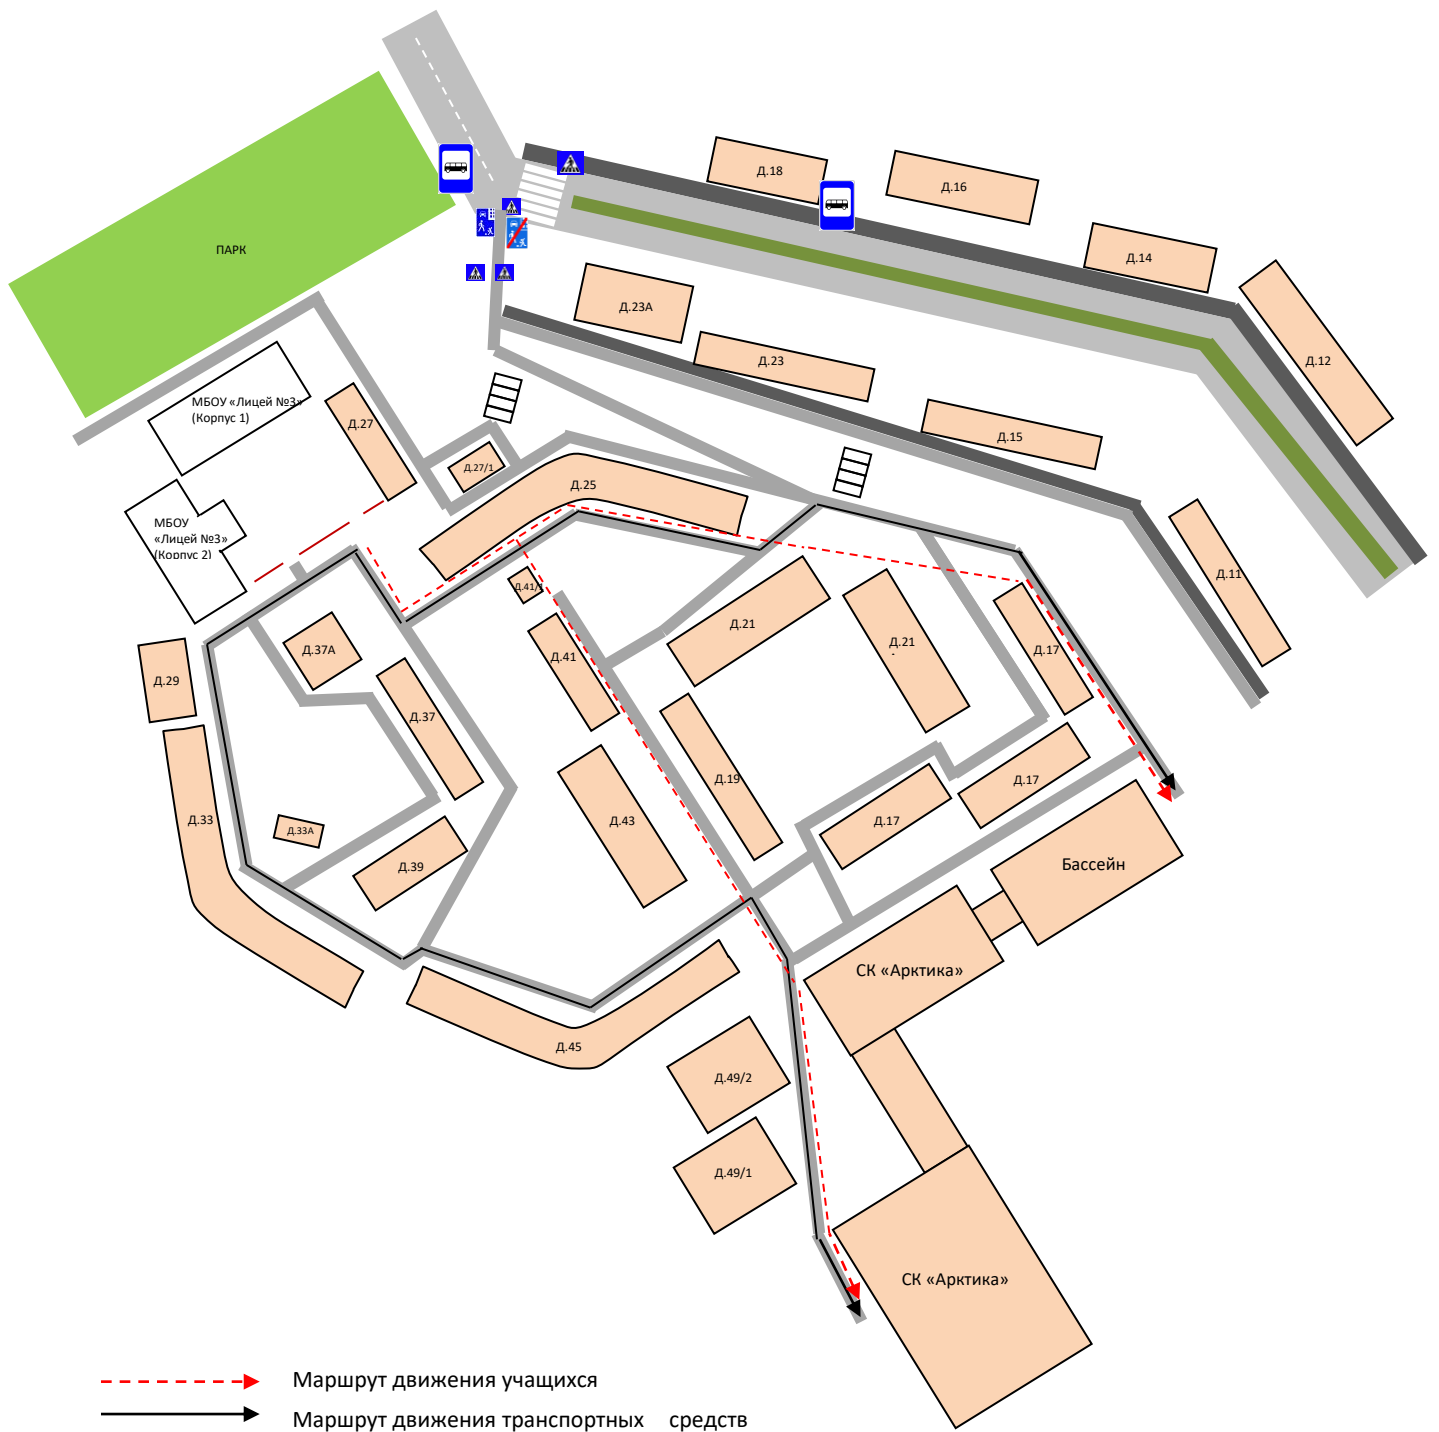 Д.18
Д.16
ПАРК
Д.14
Д.23А
Д.23
Д.12
МБОУ «Лицей №3»
(Корпус 1)
Д.27
Д.15
Д.27/1
Д.25
МБОУ
«Лицей №3»
(Корпус 2)
Д.11
Д.41/1
Д.21
Д.21
Д.37А
Д.41
Д.17
Д.29
Д.37
Д.19
Д.17
Д.33
Д.33А
Д.43
Д.17
Д.39
Бассейн
СК «Арктика»
Д.45
Д.49/2
Д.49/1
СК «Арктика»
Маршрут движения учащихся
Маршрут движения транспортных средств